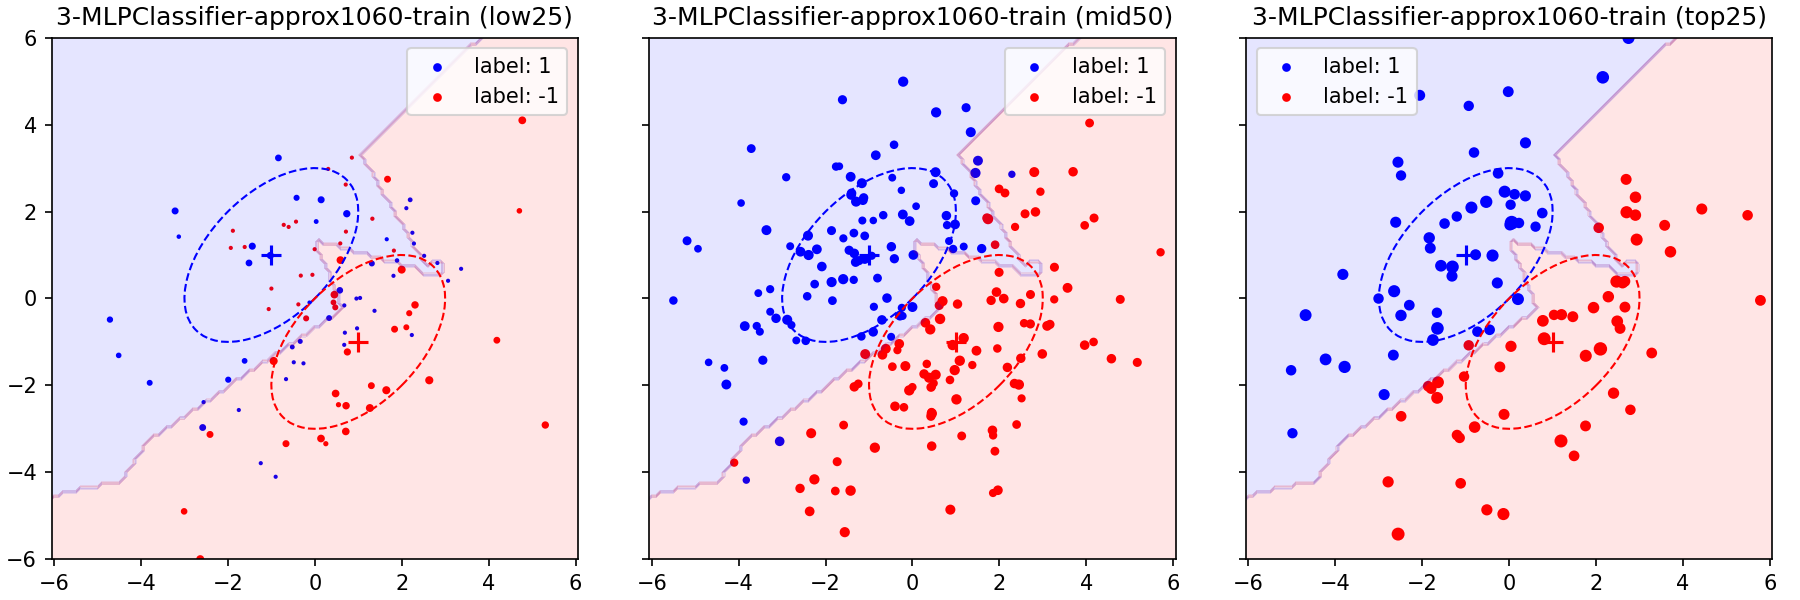 3-MLPClassifier-approx1060-train (low25)
3-MLPClassifier-approx1060-train (mid50)
3-MLPClassifier-approx1060-train (top25)
label: 1
label: -1
label: 1
label: -1
label: 1
label: -1
6
4
2
0
−2
−4
−6
−6 −4 −2 0 2 4 6
−6 −4 −2 0 2 4 6
−6 −4 −2 0 2 4 6